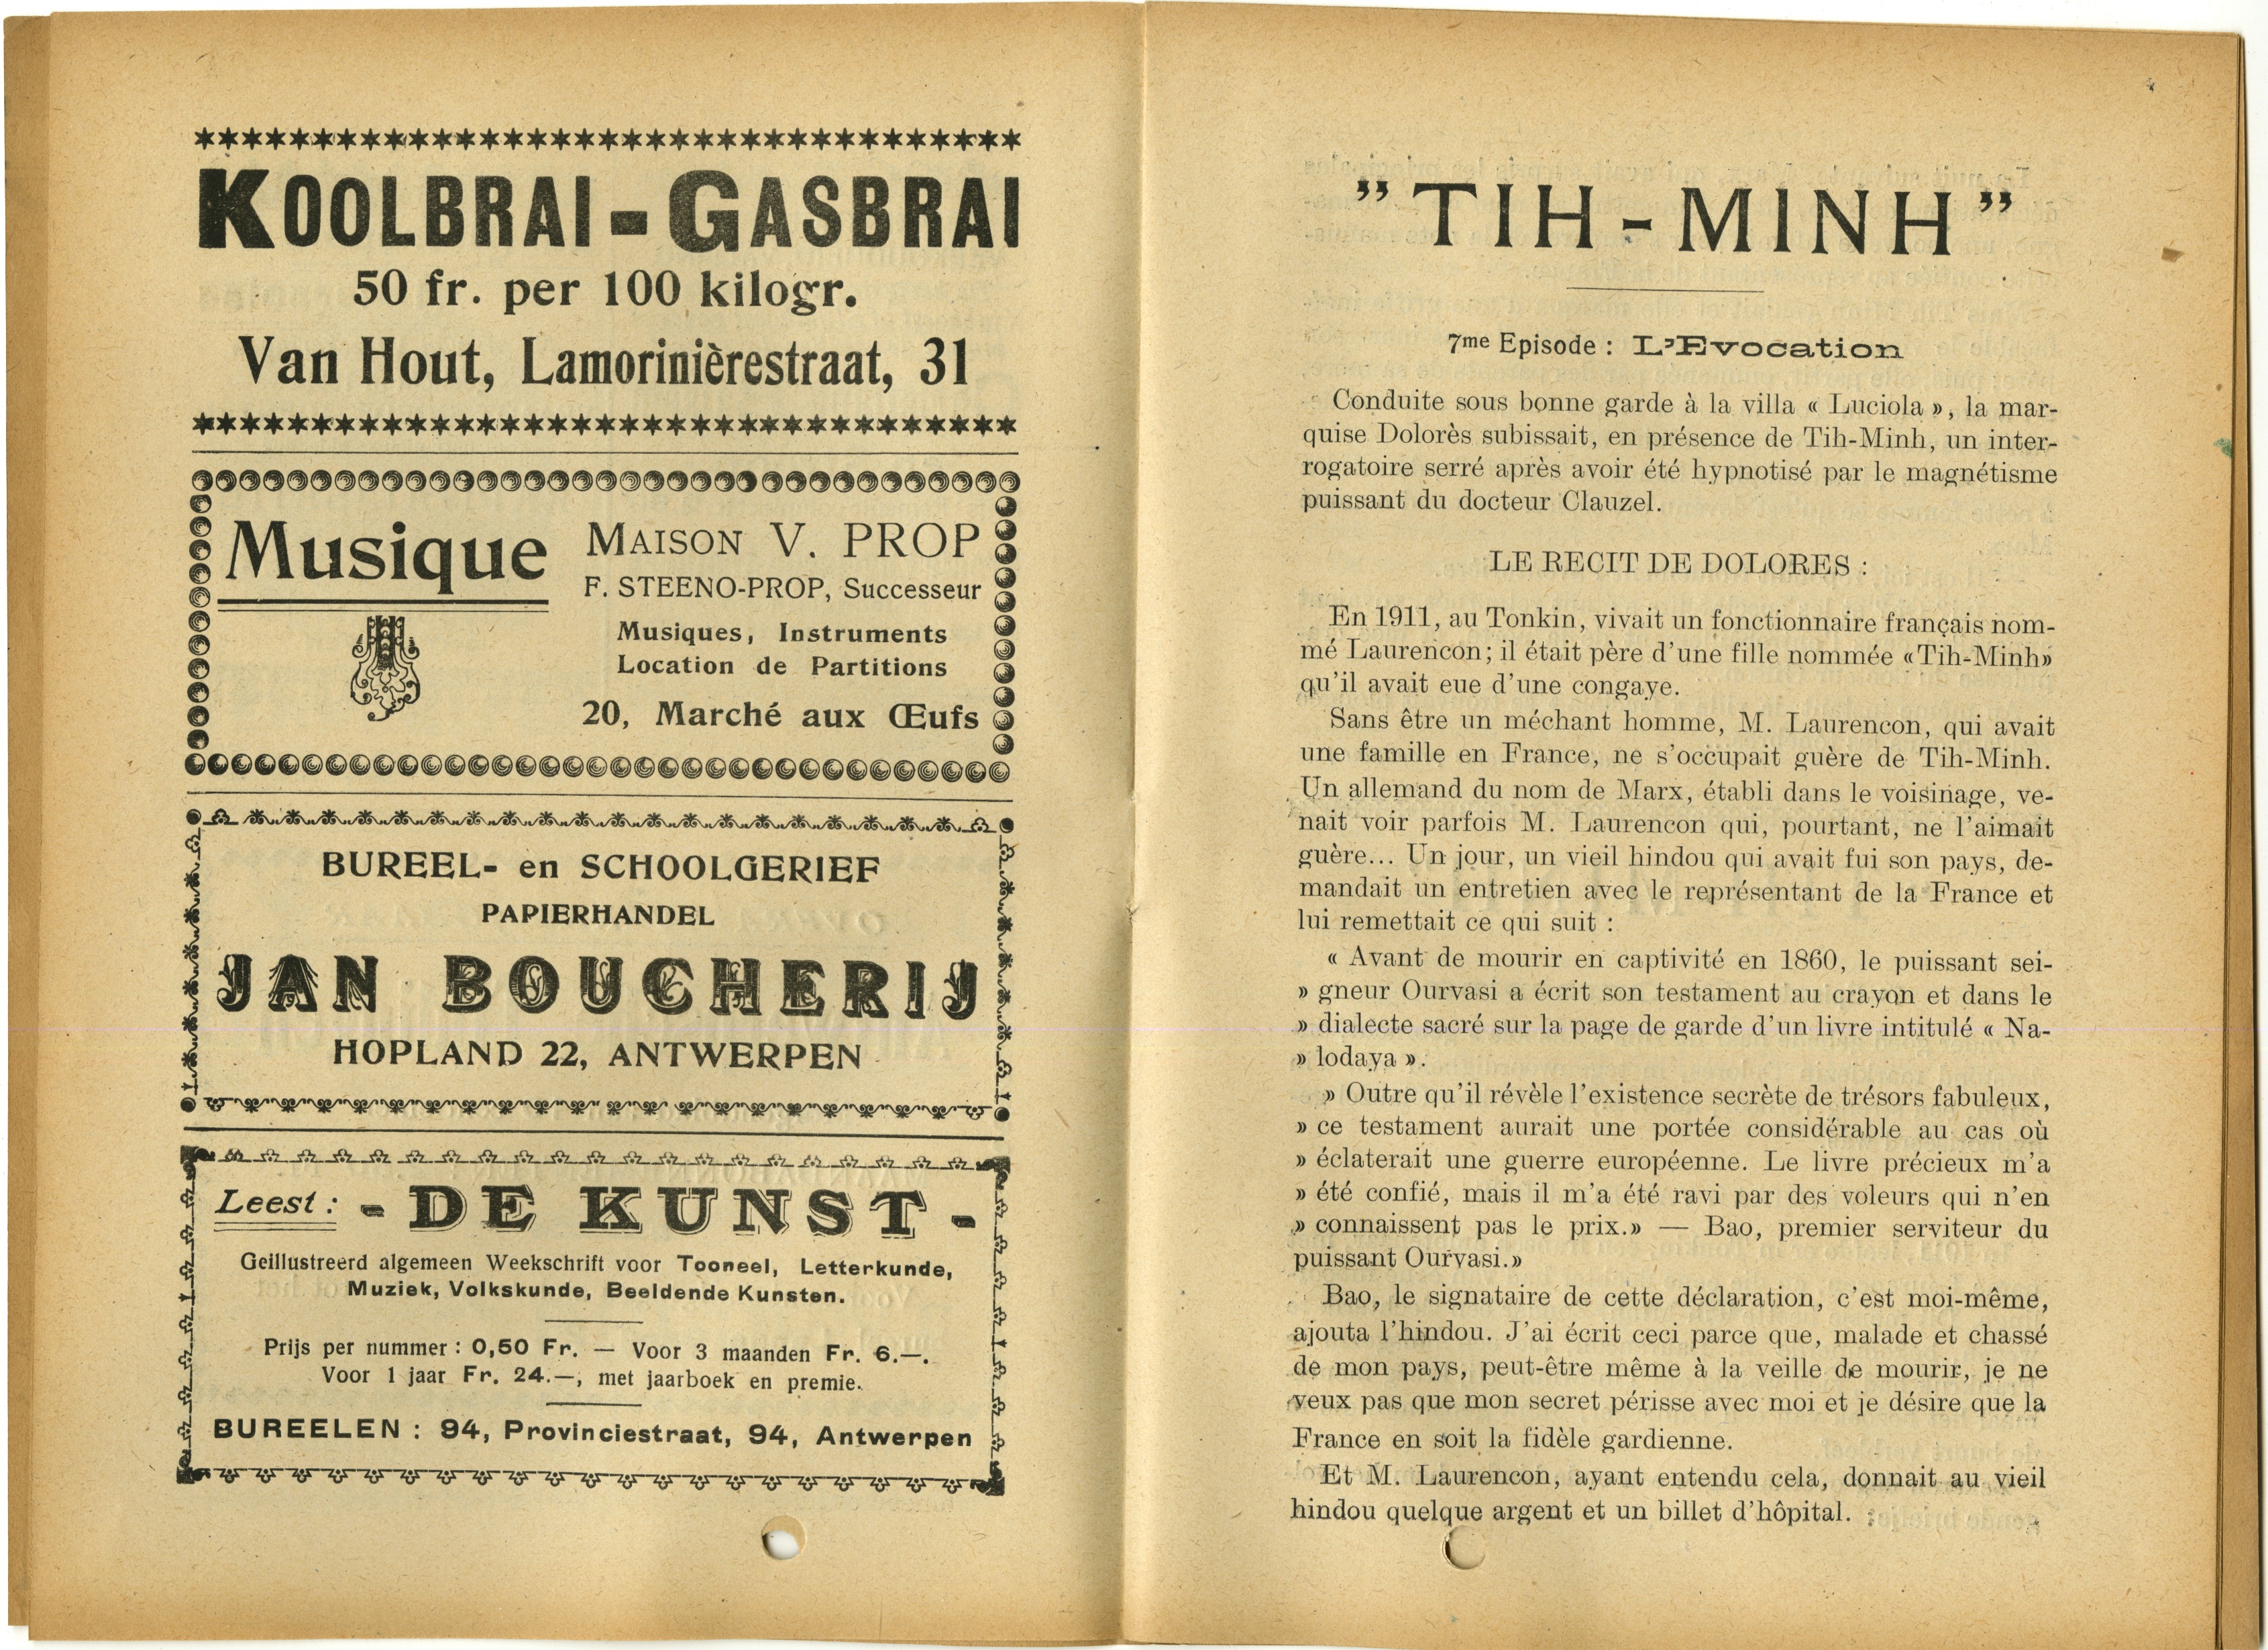 KOOLBRAI - GASBRAI
50 fr. per 100 kilogr.
Van Hout, Lamorinièrestraat, 31
Musique
MAISON V. PROP
F. STEENO-PROP, Successeur
Musiques, Instruments
Location de Partitions
20, Marché aux Œufs
BUREEL- en SCHOOLGERIEF
PAPIERHANDEL
JAN BOUCHERIJ
HOPLAND 22, ANTWERPEN
Leest : - DE KUNST -
Geillustreerd algemeen Weekschrift voor Tooneel, Letterkunde,
Muziek, Volkskunde, Beeldende Kunsten.
Prijs per nummer : 0,50 Fr. — Voor 3 maanden Fr. 6.—.
Voor 1 jaar Fr. 24.—, met jaarboek en premie.
BUREELEN : 94, Provinciestraat, 94, Antwerpen
"TIH-MINH"
7me Episode : L'Evocation
Conduite sous bonne garde à la villa « Luciola », la mar-
quise Dolorès subissait, en présence de Tih-Minh, un inter-
rogatoire serré après avoir été hypnotisé par le magnétisme
puissant du docteur Clauzel.
LE RECIT DE DOLORES :
En 1911, au Tonkin, vivait un fonctionnaire français nom-
mé Laurencon; il était père d'une fille nommée «Tih-Minh»
qu'il avait eue d'une congaye.
Sans être un méchant homme, M. Laurencon, qui avait
une famille en France, ne s'occupait guère de Tih-Minh.
Un allemand du nom de Marx, établi dans le voisinage, ve-
nait voir parfois M. Laurencon qui, pourtant, ne l'aimait
guère... Un jour, un vieil hindou qui avait fui son pays, de-
mandait un entretien avec le représentant de la France et
lui remettait ce qui suit :
« Avant de mourir en captivité en 1860, le puissant sei-
» gneur Ourvasi a écrit son testament au crayon et dans le
» dialecte sacré sur la page de garde d'un livre intitulé « Na-
» lodaya ».
» Outre qu'il révèle l'existence secrète de trésors fabuleux,
» ce testament aurait une portée considérable au cas où
» éclaterait une guerre européenne. Le livre précieux m'a
» été confié, mais il m'a été ravi par des voleurs qui n'en
» connaissent pas le prix.» — Bao, premier serviteur du
puissant Ourvasi.»
Bao, le signataire de cette déclaration, c'est moi-même,
ajouta l'hindou. J'ai écrit ceci parce que, malade et chassé
de mon pays, peut-être même à la veille de mourir, je ne
veux pas que mon secret périsse avec moi et je désire que la
France en soit la fidèle gardienne.
Et M. Laurencon, ayant entendu cela, donnait au vieil
hindou quelque argent et un billet d'hôpital.